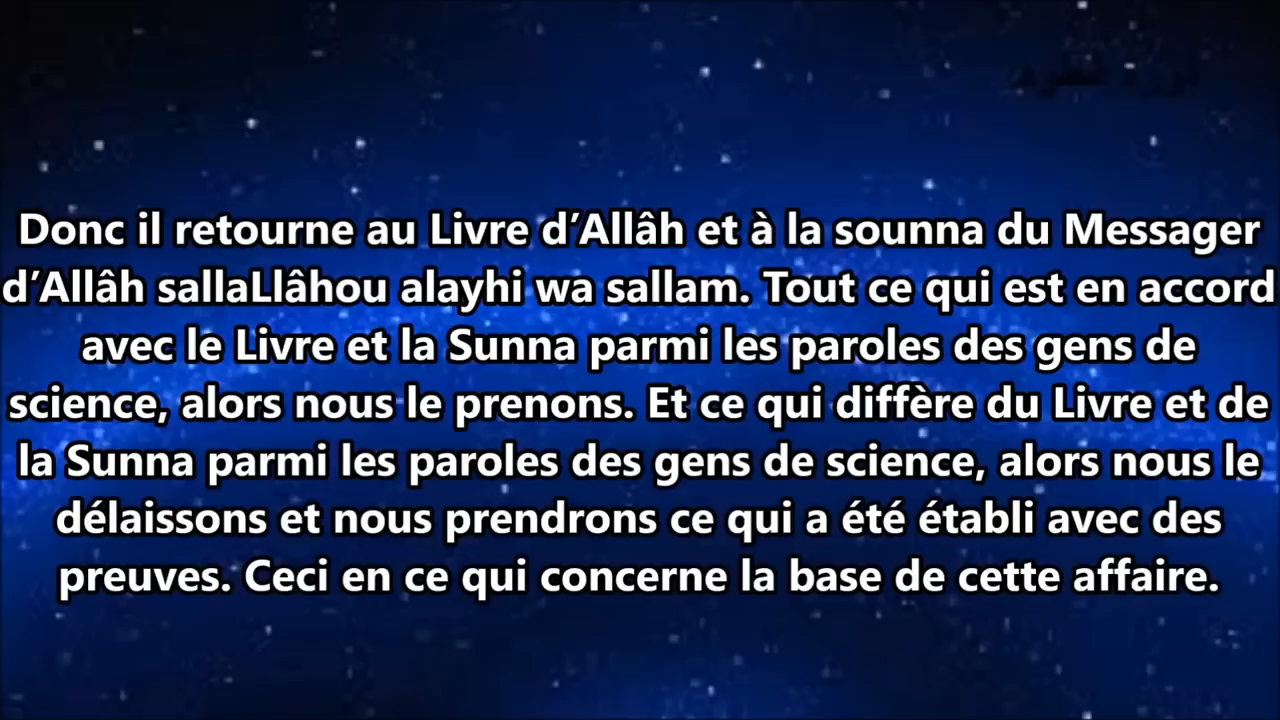 Donc il retourne au Livre d’Allâh et à la sounna du Messager
d’Allâh sallaLlâhou alayhi wa sallam. Tout ce qui est en accord
avec le Livre et la Sunna parmi les paroles des gens de
science, alors nous le prenons. Et ce qui diffère du Livre et de
la Sunna parmi les paroles des gens de science, alors nous le
délaissons et nous prendrons ce qui a été établi avec des
preuves. Ceci en ce qui concerne la base de cette affaire.